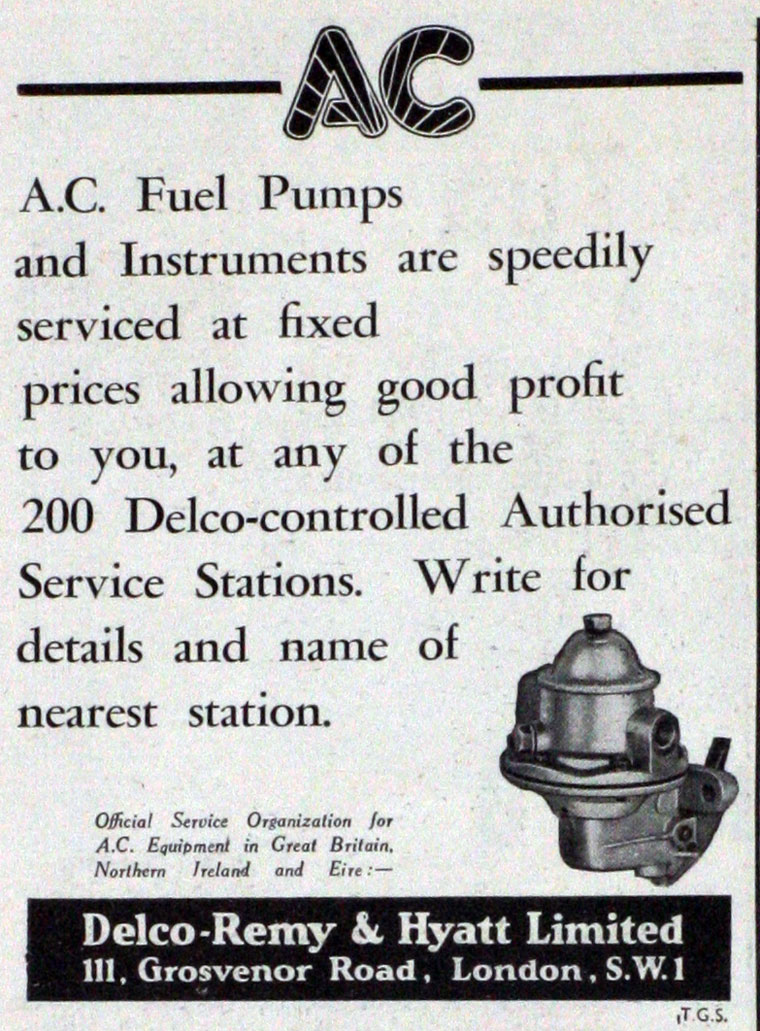 AC
A.C. Fuel Pumps
and Instruments are speedily
serviced at fixed
prices allowing good profit
to you, at any of the
200 Delco-controlled Authorised
Service Stations. Write for
details and name of
nearest station.
Official Service Organization for
A.C. Equipment in Great Britain,
Northern Ireland and Eire:—
Delco-Remy & Hyatt Limited
111, Grosvenor Road, London, S.W.1
T.G.S.